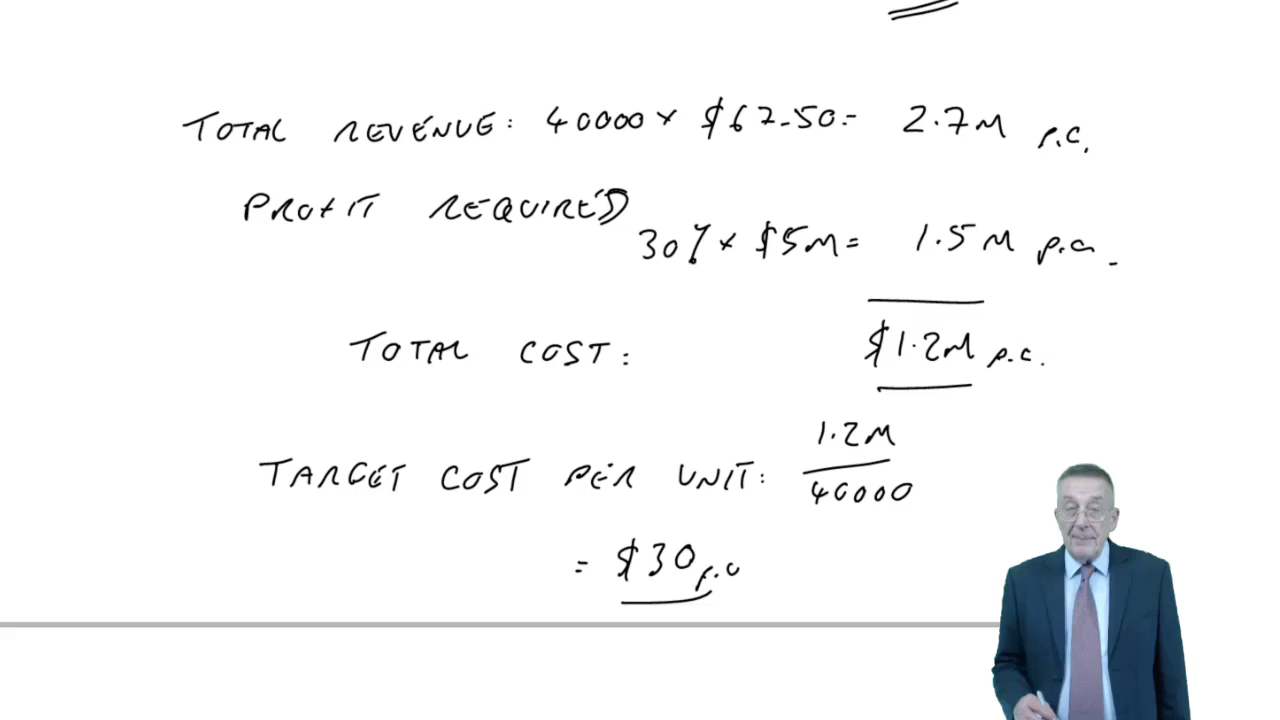 TOTAL REVENUE: 40000 × $67.50= 2.7M p.a.
PROFIT REQUIRED
30% × $5M= 1.5M p.a.
TOTAL COST: $1.2M p.a.
1.2M
TARGET COST PER UNIT:
40000
= $30 p.u